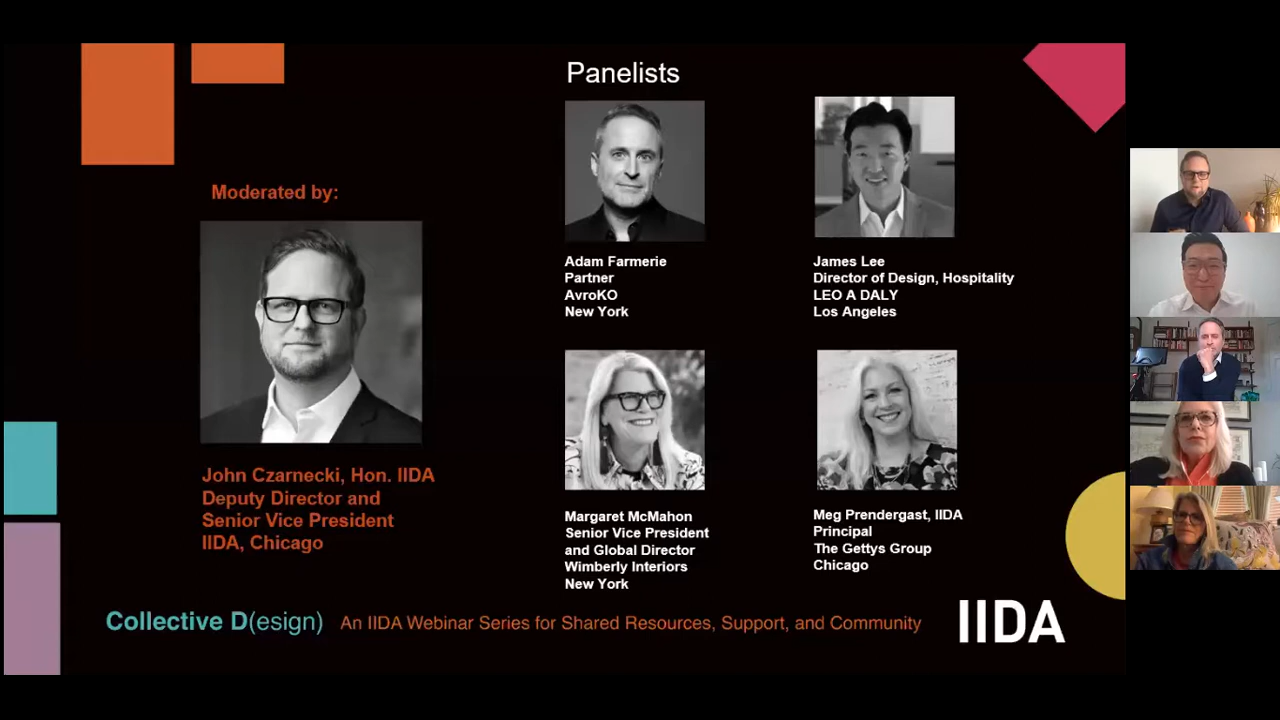 Panelists
Moderated by:
John Czarnecki, Hon. IIDA
Deputy Director and
Senior Vice President
IIDA, Chicago
Adam Farmerie
Partner
AvroKO
New York
James Lee
Director of Design, Hospitality
LEO A DALY
Los Angeles
Margaret McMahon
Senior Vice President
and Global Director
Wimberly Interiors
New York
Meg Prendergast, IIDA
Principal
The Gettys Group
Chicago
Collective D(esign) An IIDA Webinar Series for Shared Resources, Support, and Community
IIDA